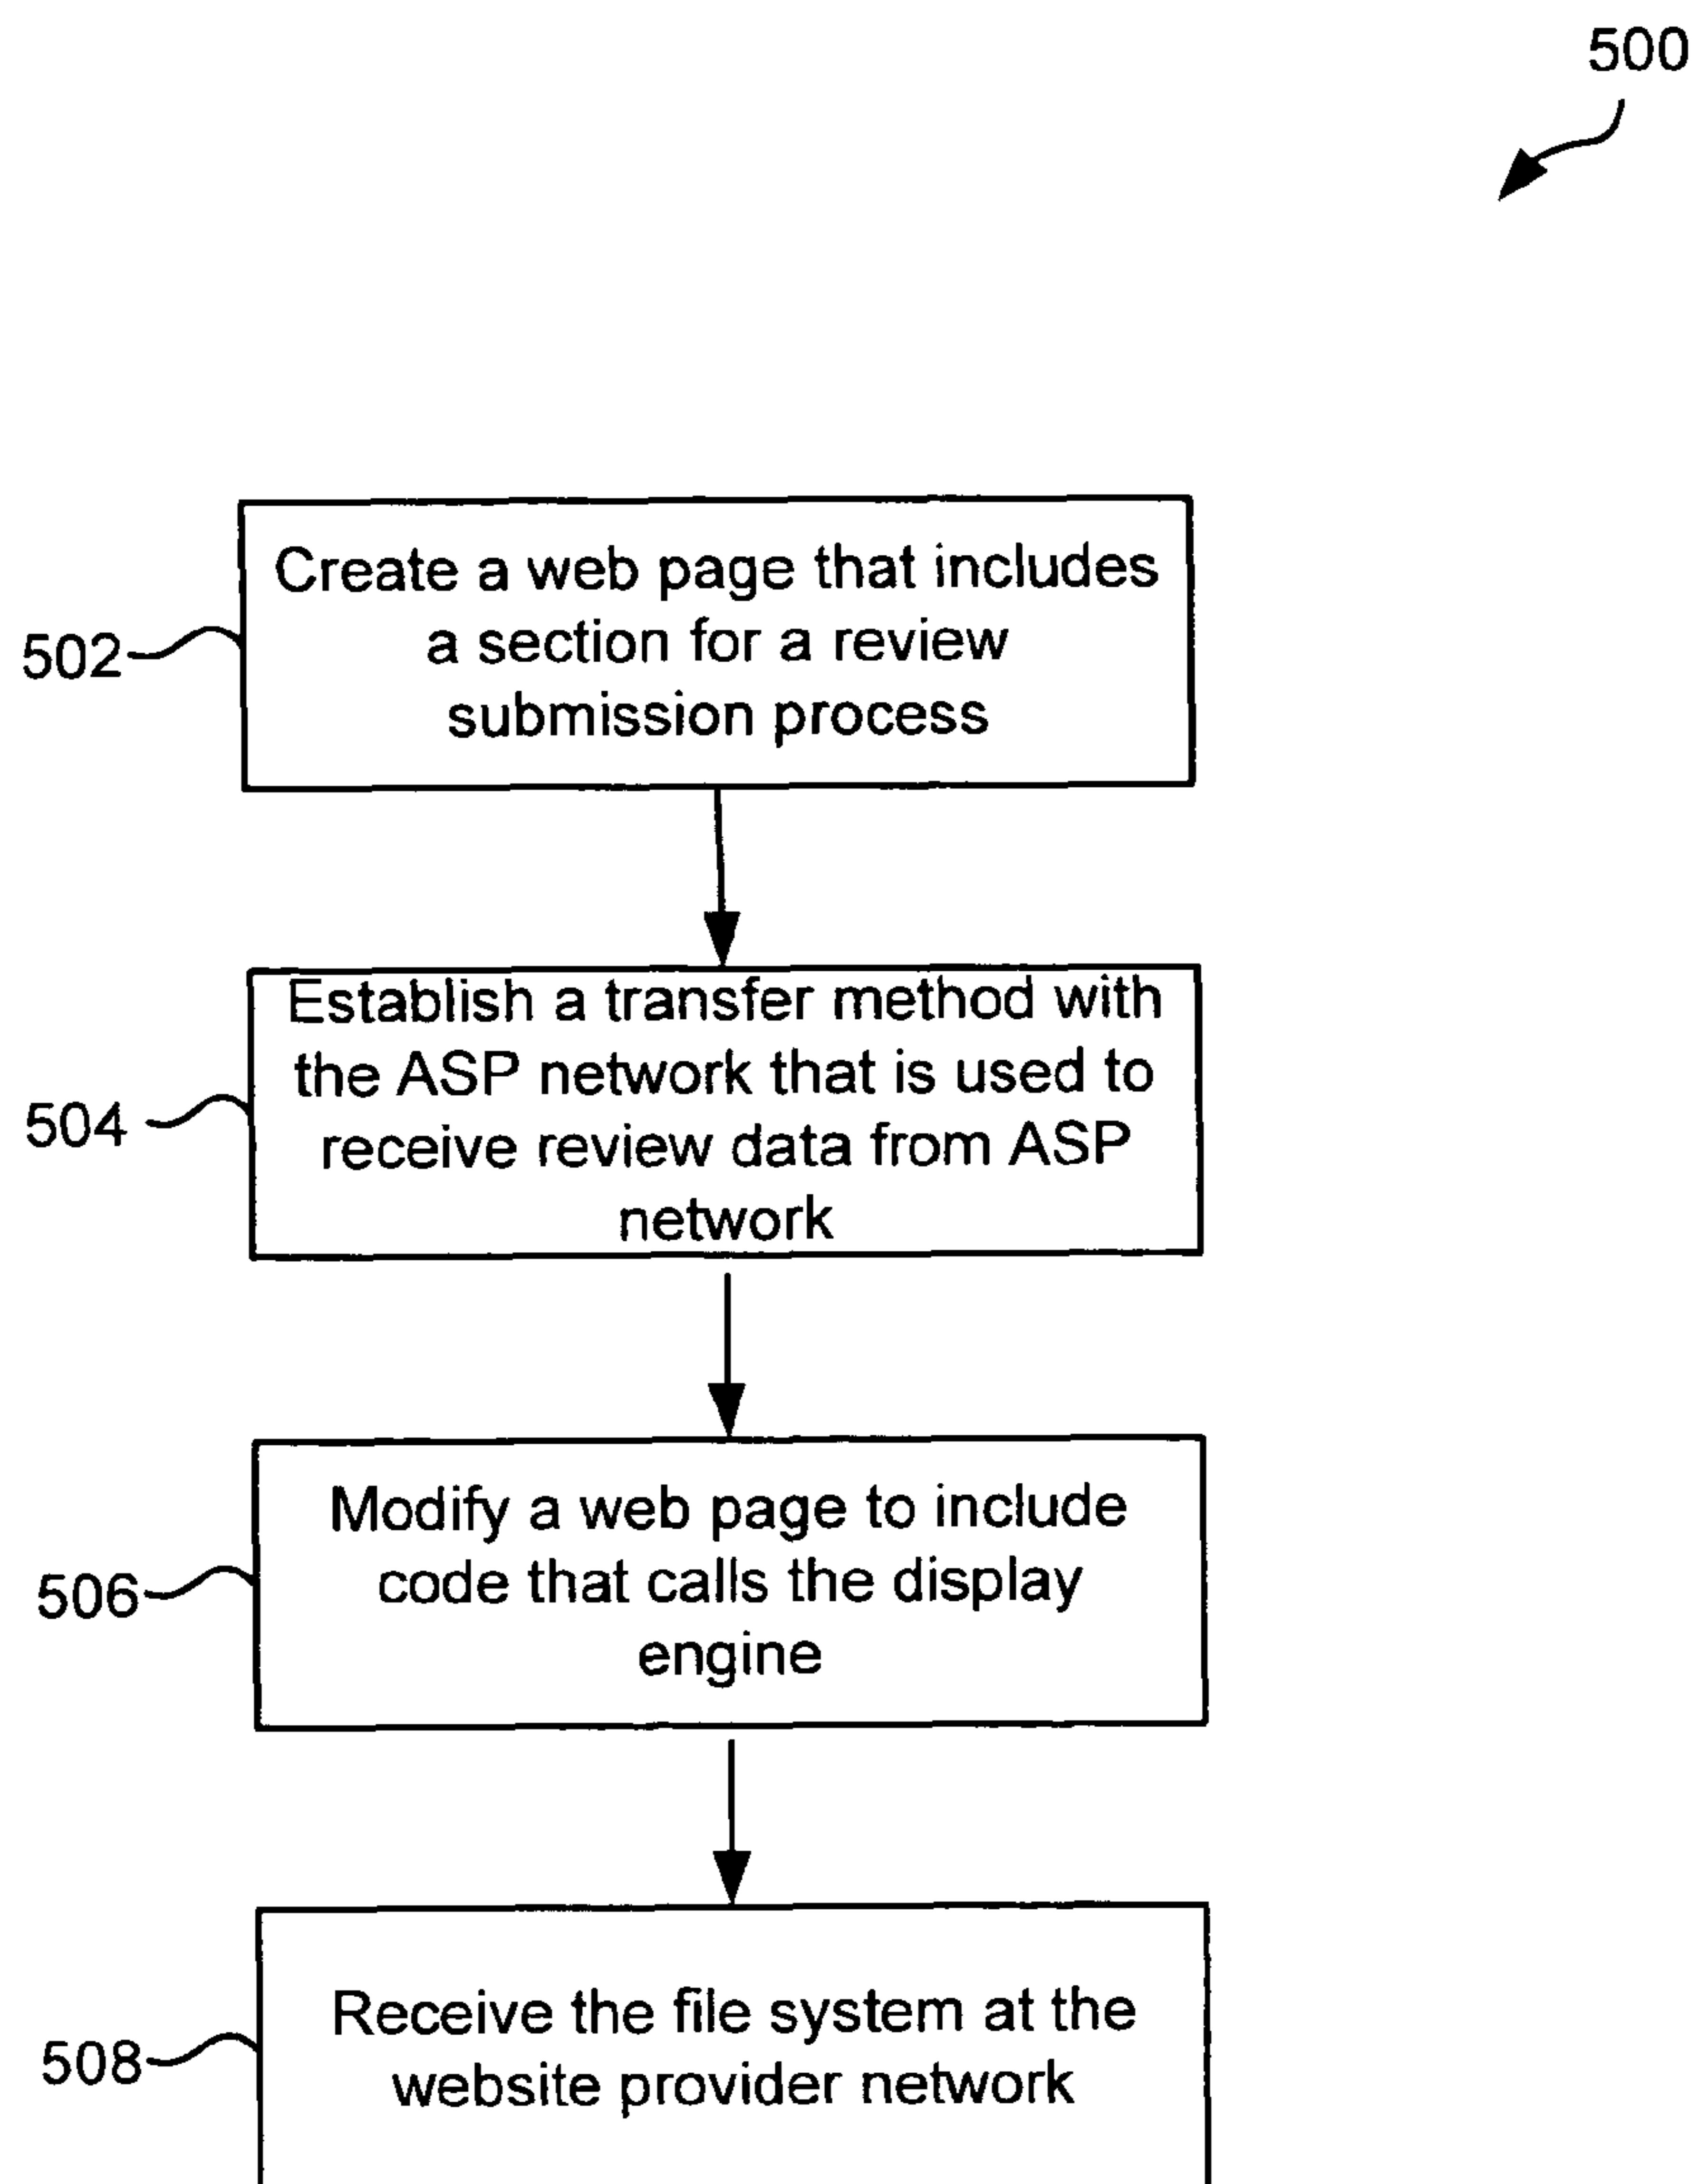 500
Create a web page that includes
a section for a review
submission process
502
Establish a transfer method with
the ASP network that is used to
receive review data from ASP
network
504
Modify a web page to include
code that calls the display
engine
506
Receive the file system at the
website provider network
508